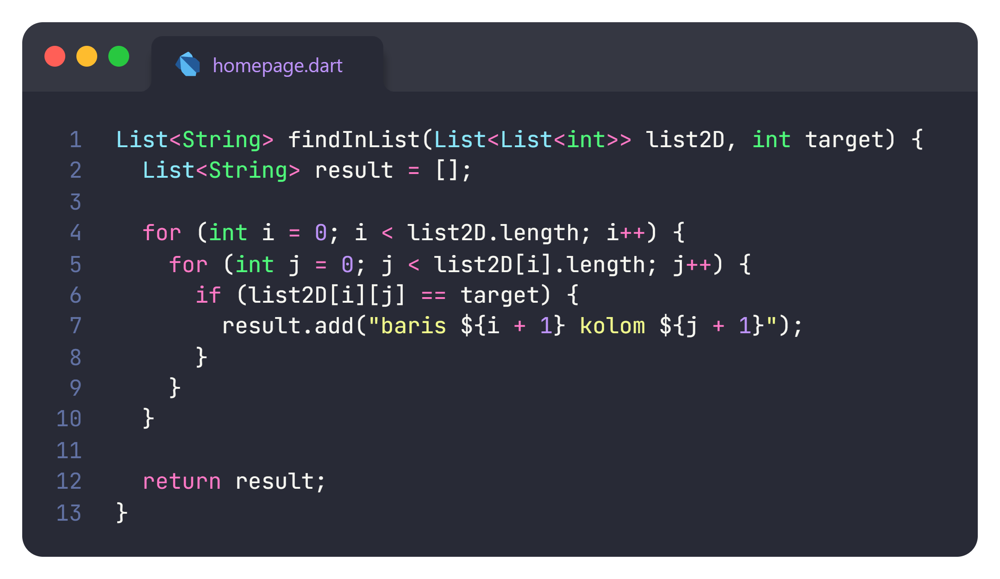 homepage.dart
1 List<String> findInList(List<List<int>> list2D, int target) {
2   List<String> result = [];
3
4   for (int i = 0; i < list2D.length; i++) {
5     for (int j = 0; j < list2D[i].length; j++) {
6       if (list2D[i][j] == target) {
7         result.add("baris ${i + 1} kolom ${j + 1}");
8       }
9     }
10   }
11
12   return result;
13 }